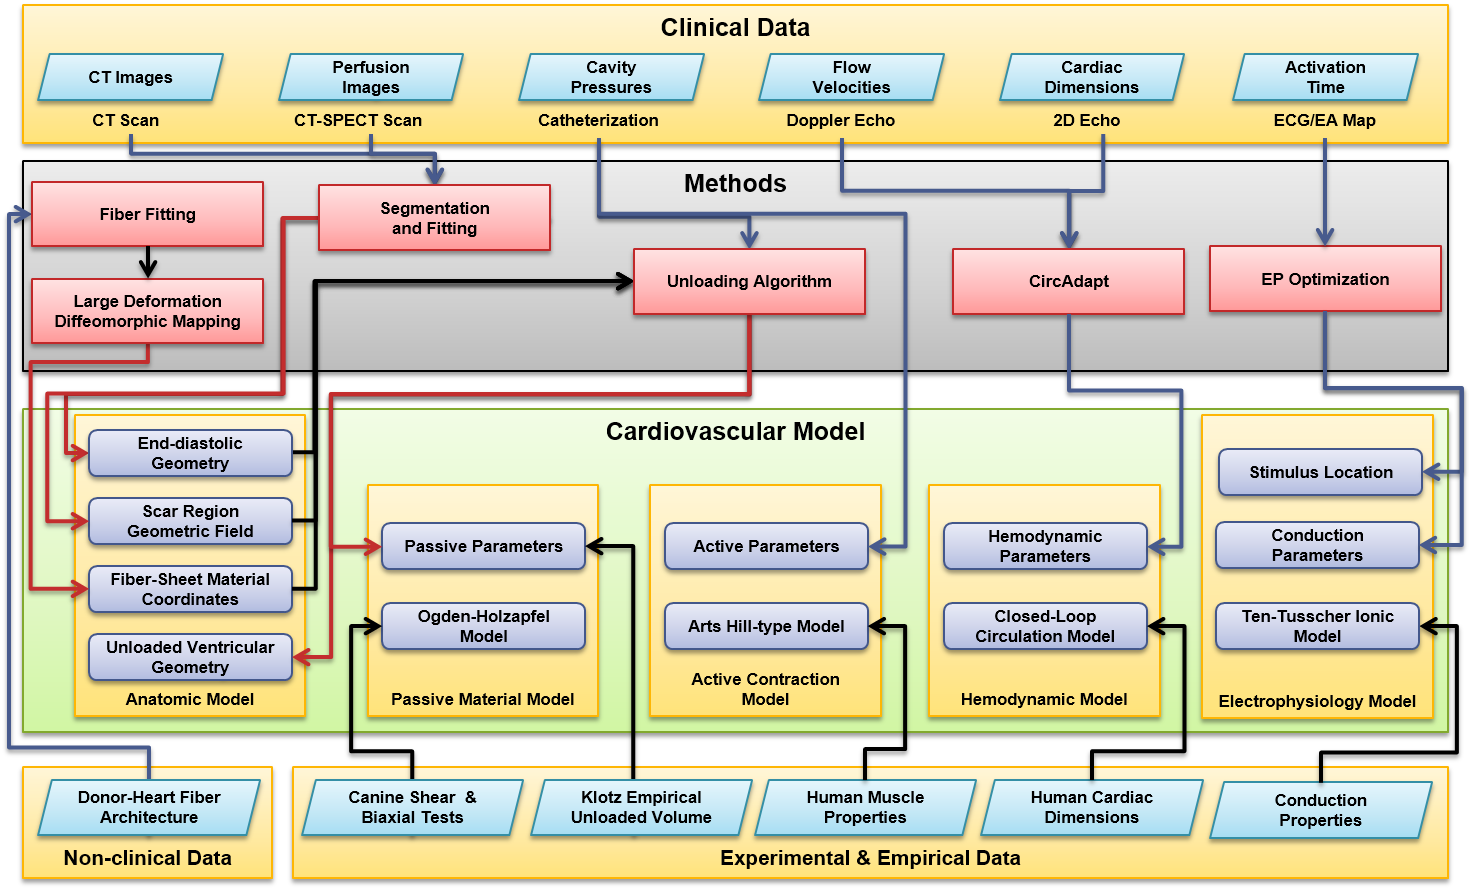 Clinical Data
CT Images
Perfusion
Images
Cavity
Pressures
Flow
Velocities
Cardiac
Dimensions
Activation
Time
CT Scan
CT-SPECT Scan
Catheterization
Doppler Echo
2D Echo
ECG/EA Map
Methods
Fiber Fitting
Segmentation
and Fitting
Large Deformation
Diffeomorphic Mapping
Unloading Algorithm
CircAdapt
EP Optimization
Cardiovascular Model
End-diastolic
Geometry
Scar Region
Geometric Field
Fiber-Sheet Material
Coordinates
Unloaded Ventricular
Geometry
Anatomic Model
Passive Parameters
Ogden-Holzapfel
Model
Passive Material Model
Active Parameters
Arts Hill-type Model
Active Contraction
Model
Hemodynamic
Parameters
Closed-Loop
Circulation Model
Hemodynamic Model
Stimulus Location
Conduction
Parameters
Ten-Tusscher Ionic
Model
Electrophysiology Model
Donor-Heart Fiber
Architecture
Non-clinical Data
Canine Shear &
Biaxial Tests
Klotz Empirical
Unloaded Volume
Human Muscle
Properties
Human Cardiac
Dimensions
Conduction
Properties
Experimental & Empirical Data